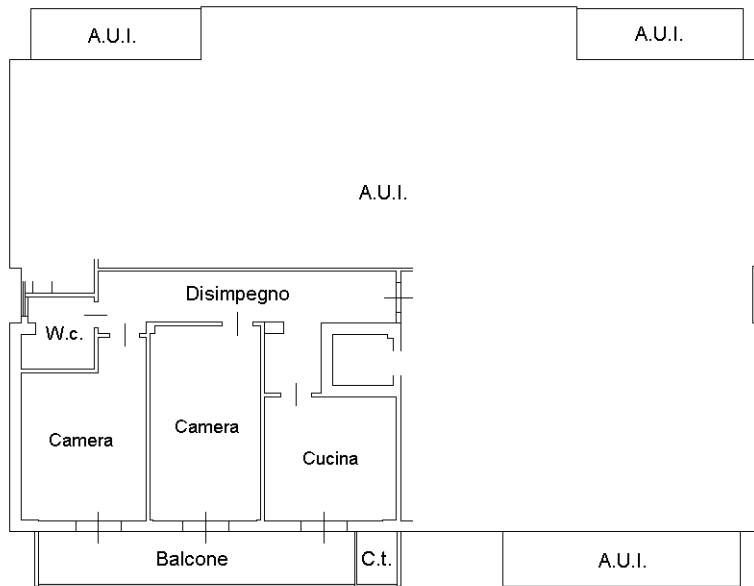 A.U.I.
A.U.I.
A.U.I.
Disimpegno
W.c.
Camera
Camera
Cucina
Balcone
C.t.
A.U.I.